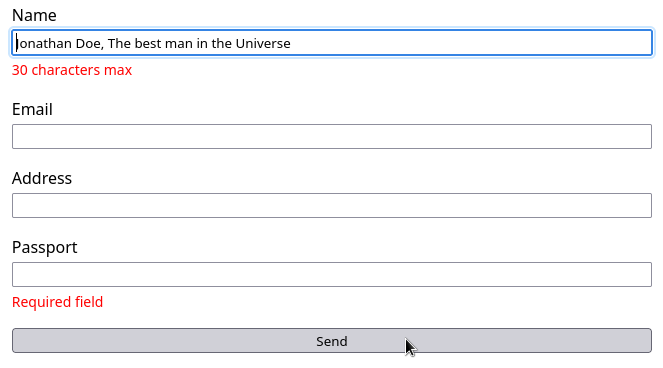 Name
Jonathan Doe, The best man in the Universe
30 characters max
Email
Address
Passport
Required field
Send